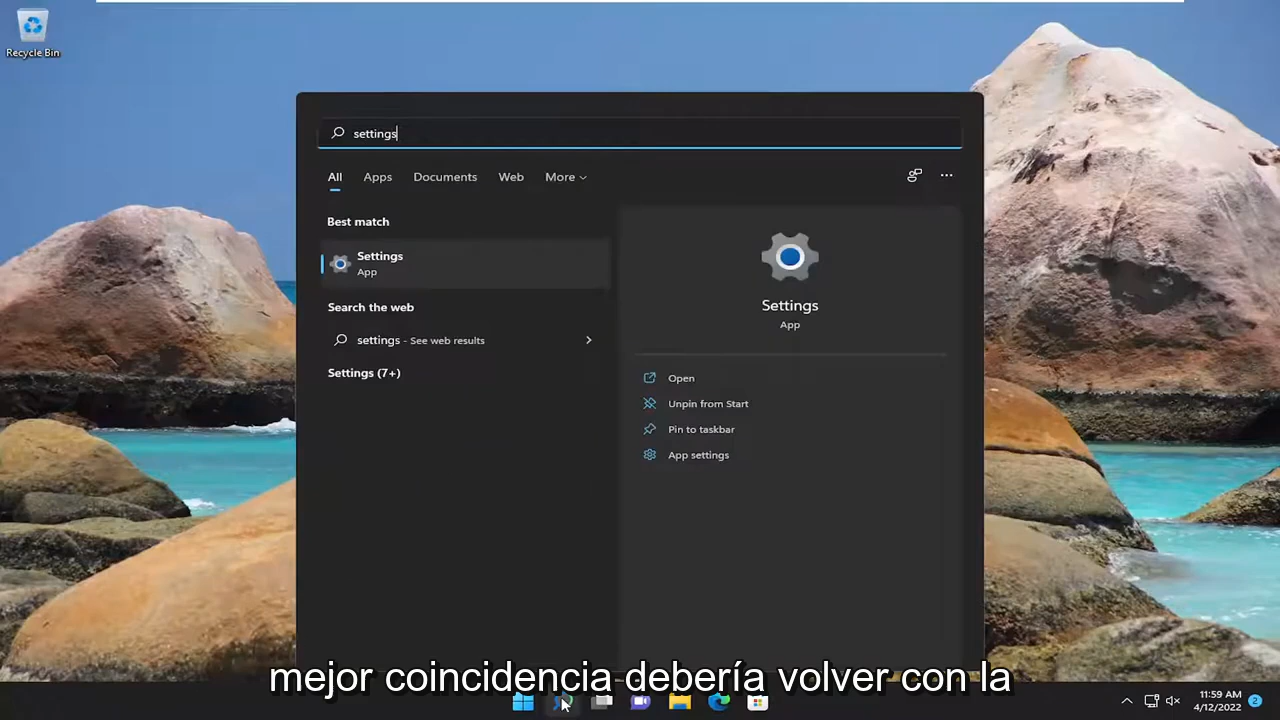 Recycle Bin
settings
All Apps Documents Web More
Best match
Settings
App
Search the web
settings - See web results
Settings (7+)
Settings
App
Open
Unpin from Start
Pin to taskbar
App settings
mejor coincidencia debería volver con la
11:59 AM
4/12/2022
2